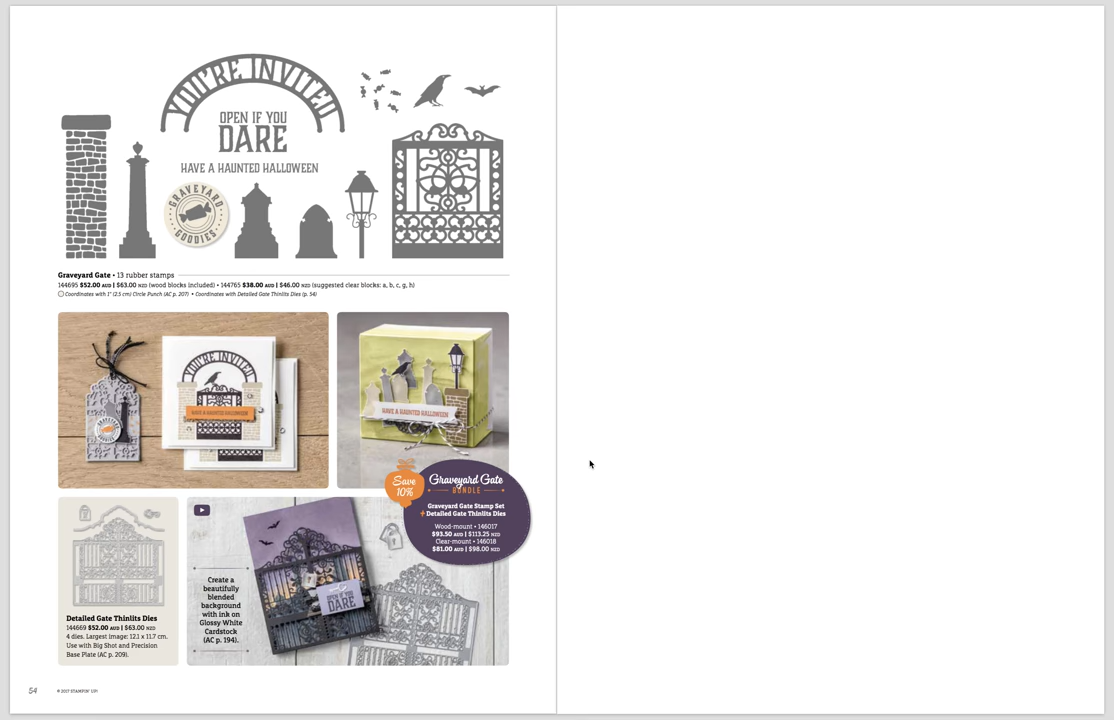 YOU'RE INVITED
OPEN IF YOU
DARE
HAVE A HAUNTED HALLOWEEN
GRAVEYARD
GOODIES
Graveyard Gate • 13 rubber stamps
144695 $52.00 AUD | $63.00 NZD (wood blocks included) • 144765 $38.00 AUD | $46.00 NZD (suggested clear blocks: a, b, c, g, h)
Coordinates with 1" (2.5 cm) Circle Punch (AC p. 207) • Coordinates with Detailed Gate Thinlits Dies (p. 54)
YOU'RE INVITED
HAVE A HAUNTED HALLOWEEN
HAVE A HAUNTED HALLOWEEN
Save
10%
Graveyard Gate
BUNDLE
Graveyard Gate Stamp Set
+ Detailed Gate Thinlits Dies
Wood-mount • 146017
$93.50 AUD | $113.25 NZD
Clear-mount • 146018
$81.00 AUD | $98.00 NZD
Create a
beautifully
blended
background
with ink on
Glossy White
Cardstock
(AC p. 194).
OPEN IF YOU
DARE
Detailed Gate Thinlits Dies
144669 $52.00 AUD | $63.00 NZD
4 dies. Largest image: 12.1 x 11.7 cm.
Use with Big Shot and Precision
Base Plate (AC p. 209).
54
© 2017 STAMPIN' UP!